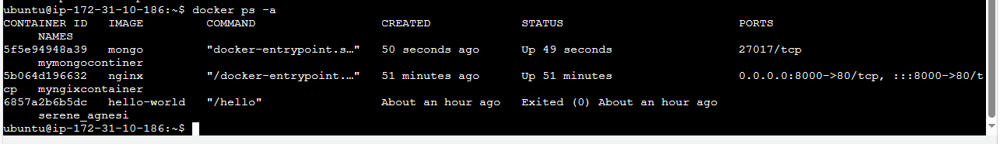 ubuntu@ip-172-31-10-186:~$ docker ps -a
CONTAINER ID   IMAGE         COMMAND                  CREATED             STATUS                         PORTS
     NAMES
5f5e94948a39   mongo         "docker-entrypoint.s…"   50 seconds ago      Up 49 seconds                  27017/tcp
     mymongocontiner
5b064d196632   nginx         "/docker-entrypoint.…"   51 minutes ago      Up 51 minutes                  0.0.0.0:8000->80/tcp, :::8000->80/t
cp   myngixcontainer
6857a2b6b5dc   hello-world   "/hello"                 About an hour ago   Exited (0) About an hour ago
     serene_agnesi
ubuntu@ip-172-31-10-186:~$